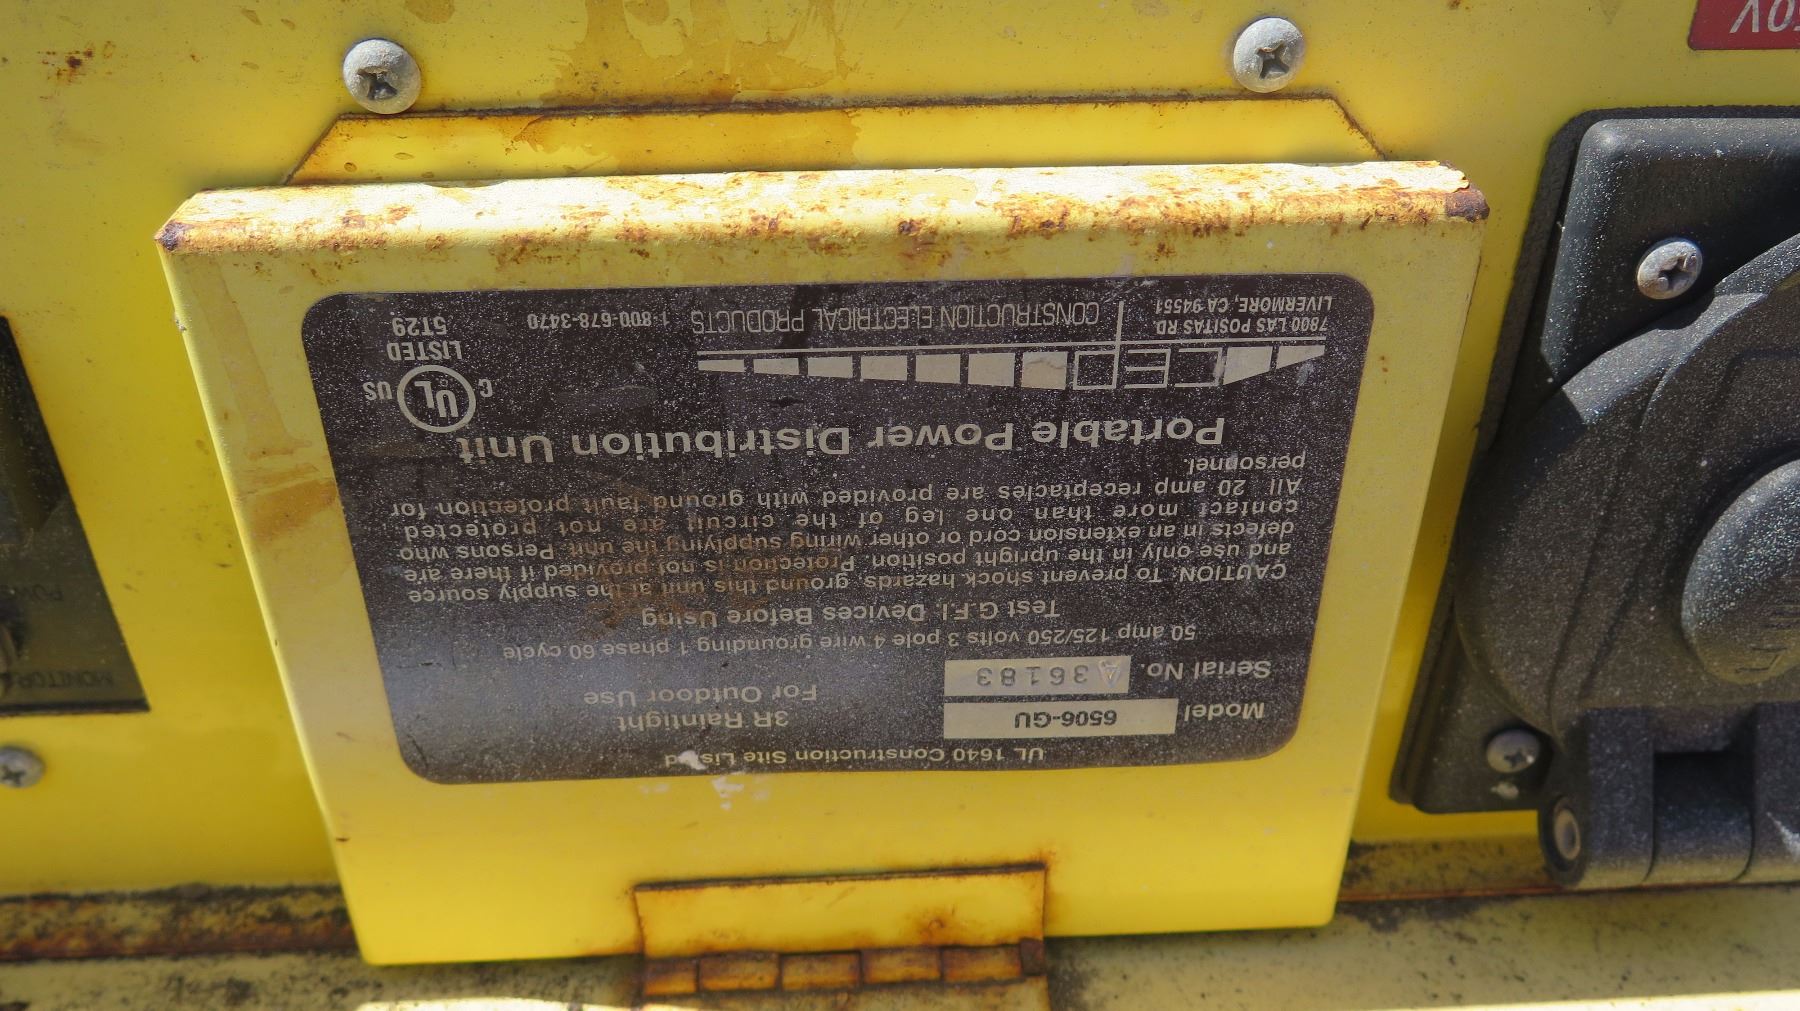 UL 1640 Construction Site Listed
Model 6506-GU
3R Raintight
For Outdoor Use
Serial No. A36183
50 amp 125/250 volts 3 pole 4 wire grounding 1 phase 60 cycle
Test G.F.I. Devices Before Using
CAUTION: To prevent shock hazards, ground this unit at the supply source
and use only in the upright position. Protection is not provided if there are
defects in an extension cord or other wiring supplying the unit. Persons who
contact more than one leg of the circuit are not protected
All 20 amp receptacles are provided with ground fault protection for
personnel.
Portable Power Distribution Unit
CEP
7800 LAS POSITAS RD.
LIVERMORE, CA 94551
CONSTRUCTION ELECTRICAL PRODUCTS
1-800-678-3470
C UL US
LISTED
5T29
MONITOR